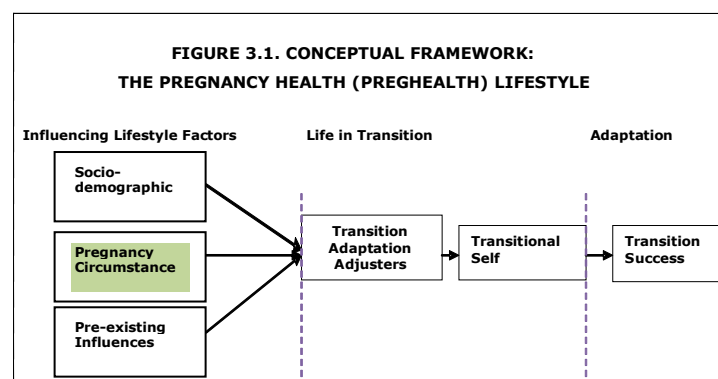 FIGURE 3.1. CONCEPTUAL FRAMEWORK:
THE PREGNANCY HEALTH (PREGHEALTH) LIFESTYLE
Influencing Lifestyle Factors
Life in Transition
Adaptation
Socio-
demographic
Pregnancy
Circumstance
Pre-existing
Influences
Transition
Adaptation
Adjusters
Transitional
Self
Transition
Success